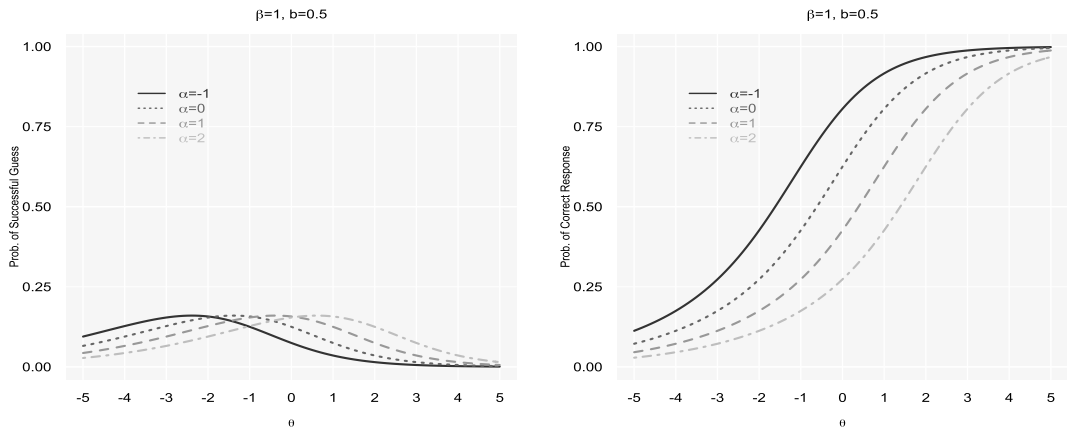 β=1, b=0.5
1.00
0.75
0.50
0.25
0.00
Prob. of Successful Guess
α=-1
α=0
α=1
α=2
-5 -4 -3 -2 -1 0 1 2 3 4 5
θ
β=1, b=0.5
1.00
0.75
0.50
0.25
0.00
Prob. of Correct Response
α=-1
α=0
α=1
α=2
-5 -4 -3 -2 -1 0 1 2 3 4 5
θ